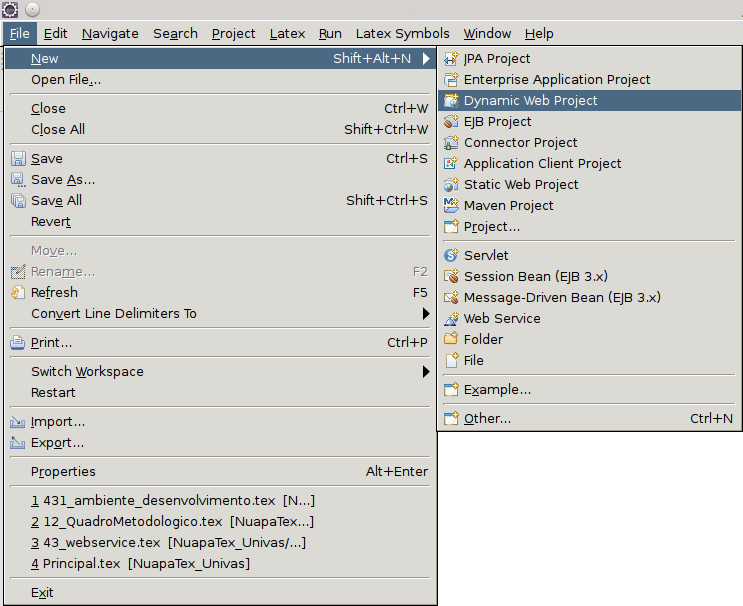 File Edit Navigate Search Project Latex Run Latex Symbols Window Help
New Shift+Alt+N
Open File...
Close Ctrl+W
Close All Shift+Ctrl+W
Save Ctrl+S
Save As...
Save All Shift+Ctrl+S
Revert
Move...
Rename... F2
Refresh F5
Convert Line Delimiters To
Print... Ctrl+P
Switch Workspace
Restart
Import...
Export...
Properties Alt+Enter
1 431_ambiente_desenvolvimento.tex [N...]
2 12_QuadroMetodologico.tex [NuapaTex...]
3 43_webservice.tex [NuapaTex_Univas/...]
4 Principal.tex [NuapaTex_Univas]
Exit
JPA Project
Enterprise Application Project
Dynamic Web Project
EJB Project
Connector Project
Application Client Project
Static Web Project
Maven Project
Project...
Servlet
Session Bean (EJB 3.x)
Message-Driven Bean (EJB 3.x)
Web Service
Folder
File
Example...
Other... Ctrl+N